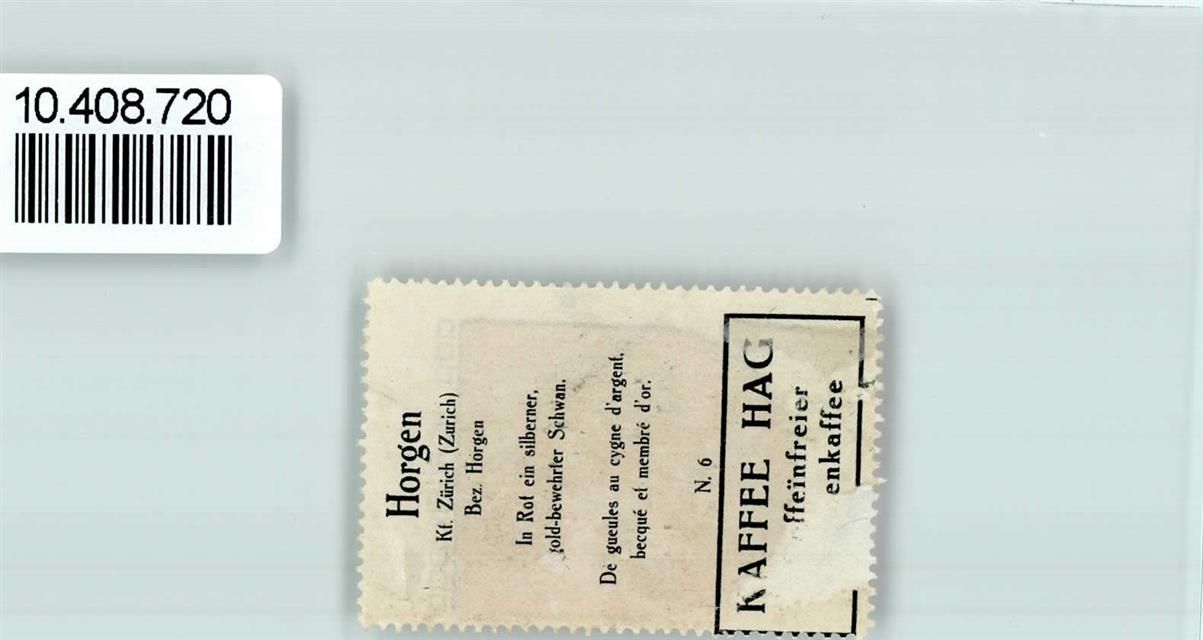 10.408.720
Horgen
Kt. Zürich (Zurich)
Bez. Horgen
In Rot ein silberner,
gold-bewehrter Schwan.
De gueules au cygne d'argent,
becqué et membré d'or.
N. 6
KAFFEE HAG
ffeïnfreier
enkaffee